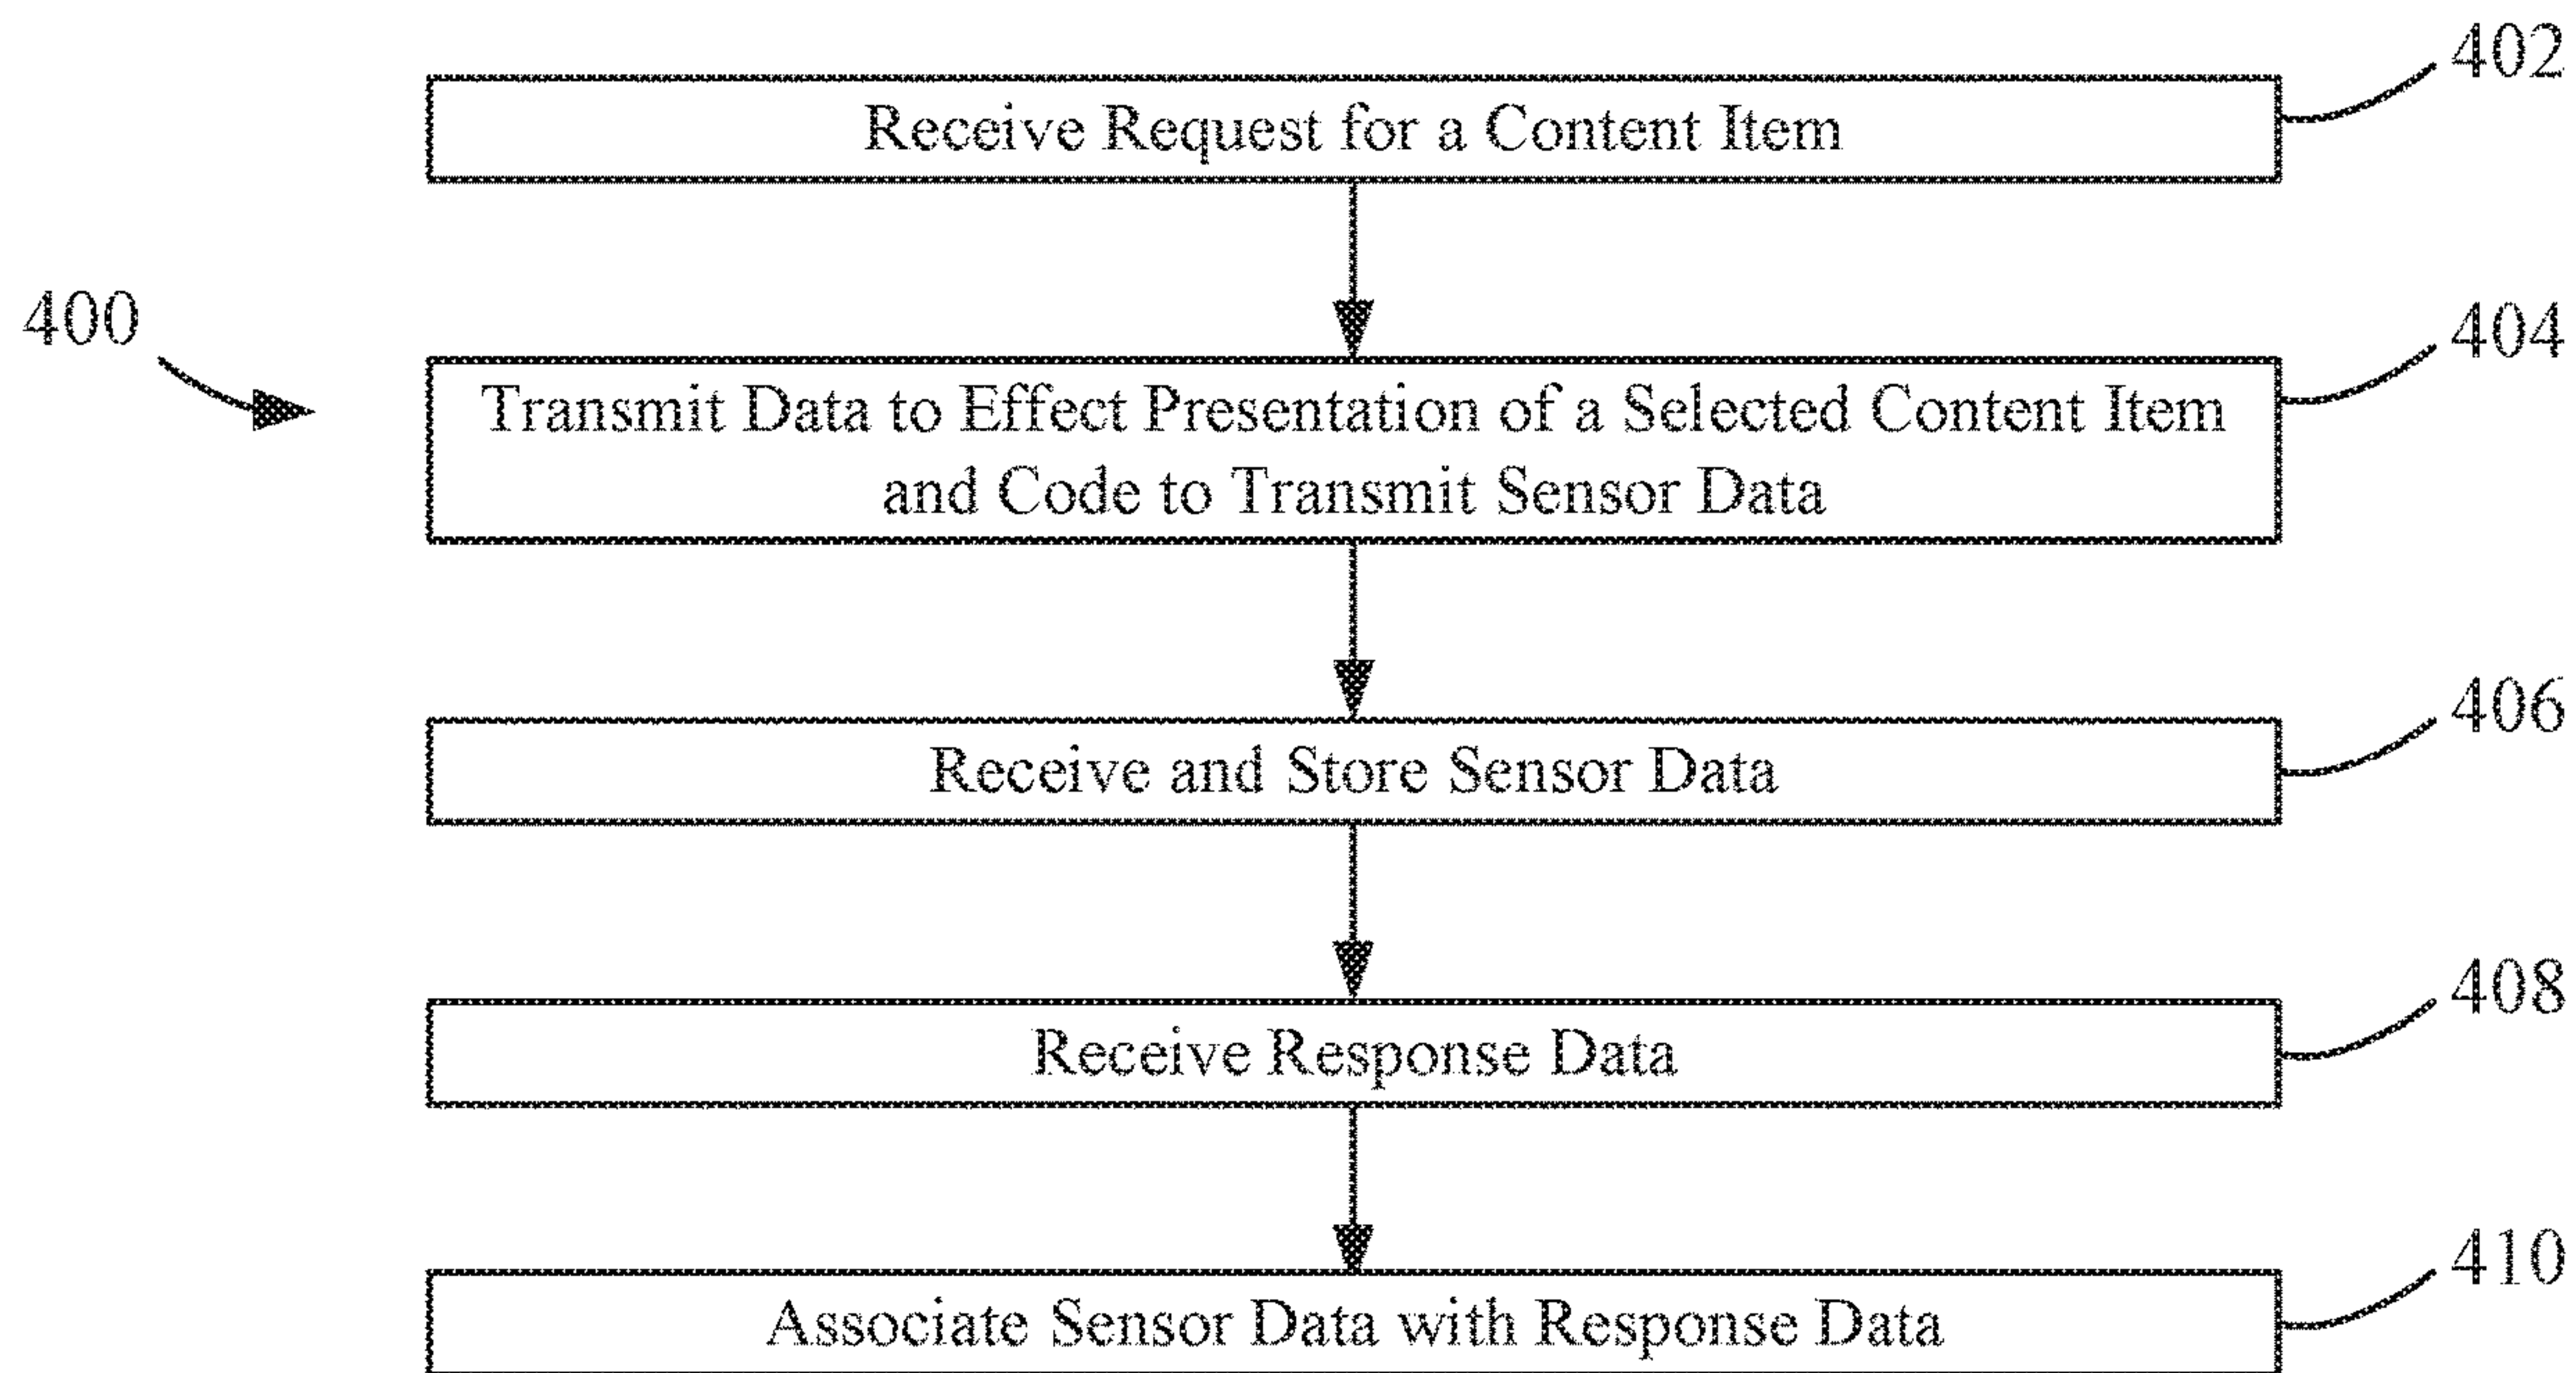 402
Receive Request for a Content Item
400
404
Transmit Data to Effect Presentation of a Selected Content Item
and Code to Transmit Sensor Data
406
Receive and Store Sensor Data
408
Receive Response Data
410
Associate Sensor Data with Response Data